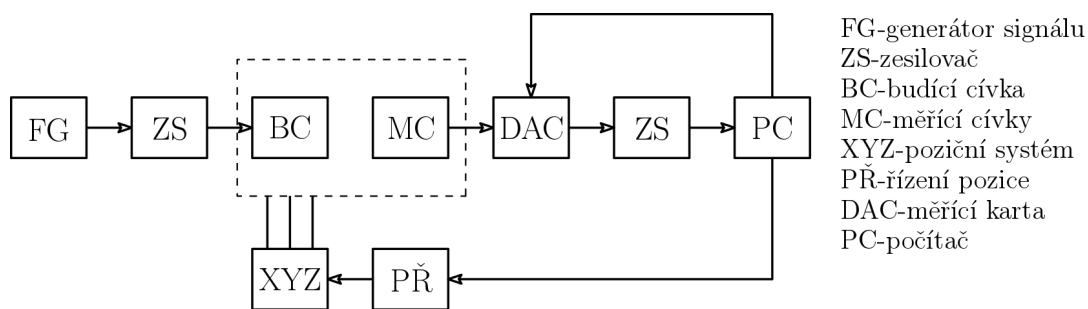 FG
ZS
BC
MC
DAC
ZS
PC
XYZ
PŘ
FG-generátor signálu
ZS-zesilovač
BC-budící cívka
MC-měřící cívky
XYZ-poziční systém
PŘ-řízení pozice
DAC-měřící karta
PC-počítač